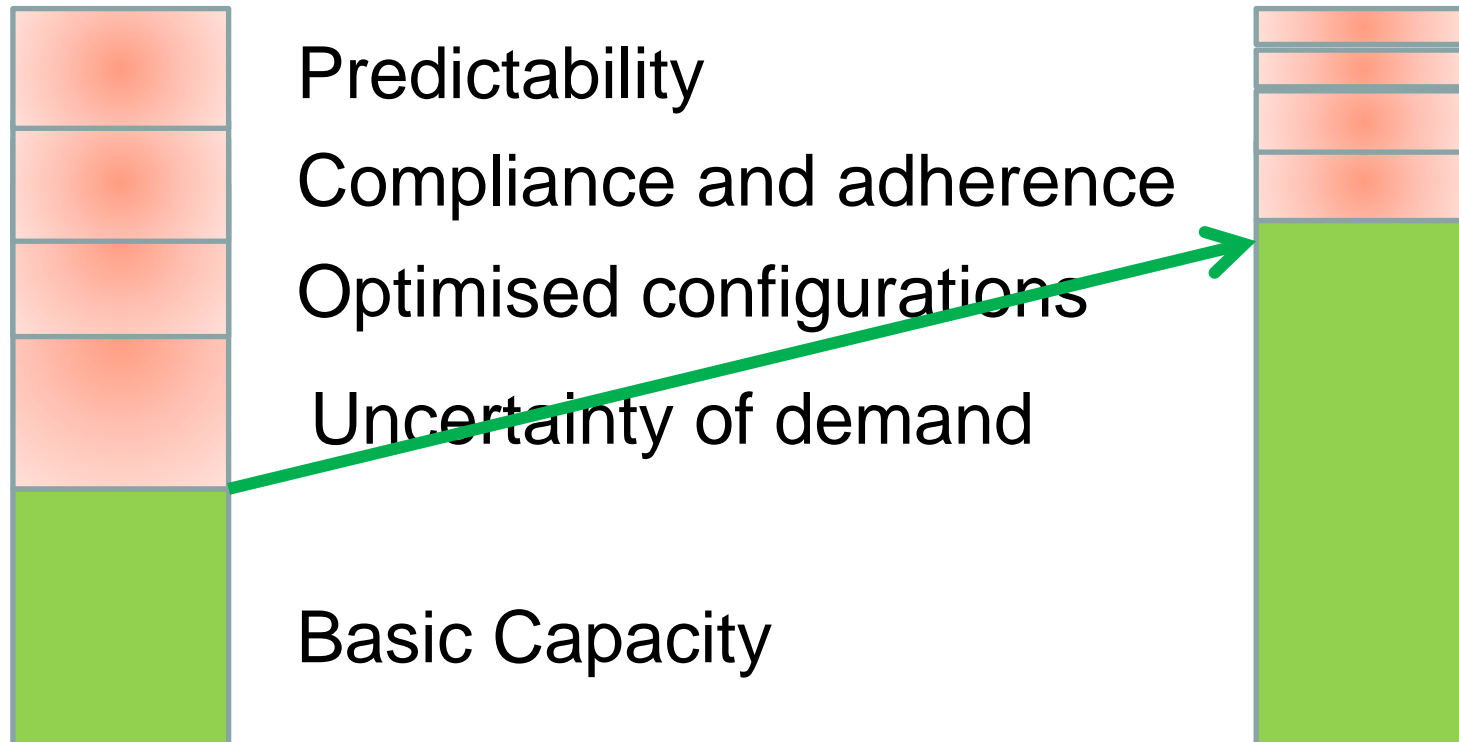 Predictability
Compliance and adherence
Optimised configurations
Uncertainty of demand
Basic Capacity